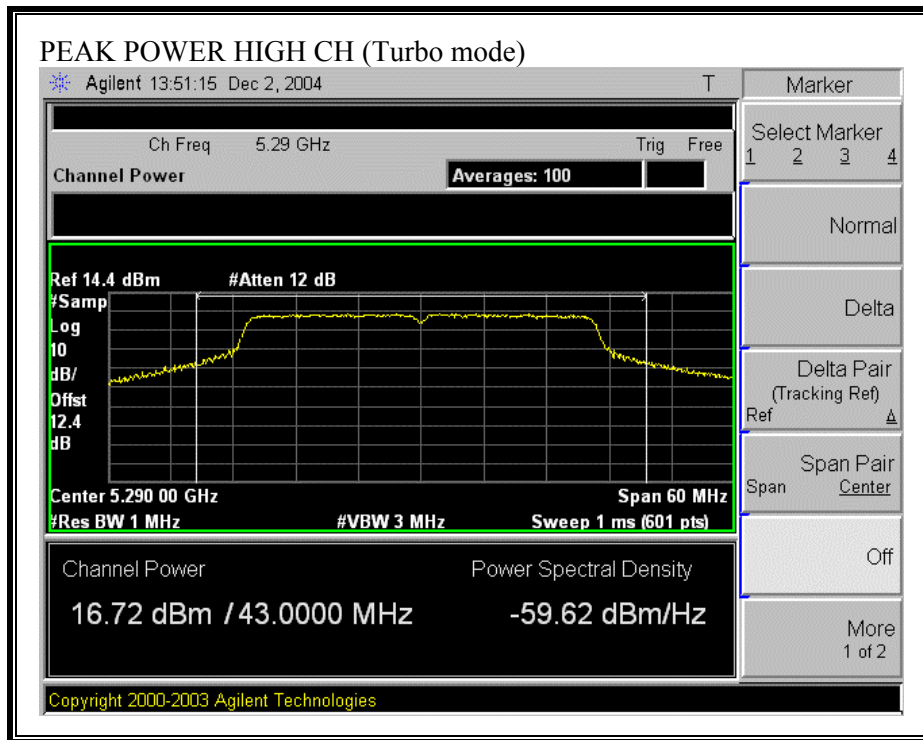 PEAK POWER HIGH CH (Turbo mode)
Agilent 13:51:15 Dec 2, 2004 T
Marker
Select Marker
1 2 3 4
Ch Freq 5.29 GHz Trig Free
Channel Power Averages: 100
Normal
Ref 14.4 dBm #Atten 12 dB
#Samp
Log
10
dB/
Offst
12.4
dB
Delta
Delta Pair
(Tracking Ref)
Ref Δ
Span Pair
Span Center
Center 5.290 00 GHz Span 60 MHz
#Res BW 1 MHz #VBW 3 MHz Sweep 1 ms (601 pts)
Off
Channel Power Power Spectral Density
16.72 dBm / 43.0000 MHz -59.62 dBm/Hz
More
1 of 2
Copyright 2000-2003 Agilent Technologies